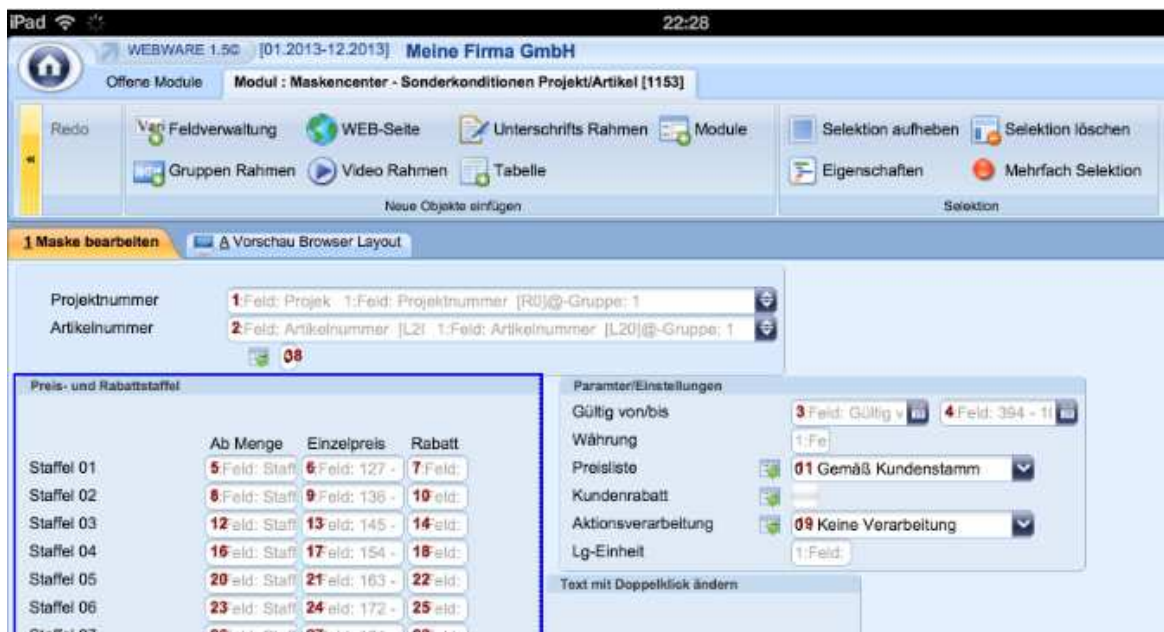 iPad 22:28
WEBWARE 1.50 [01.2013-12.2013] Meine Firma GmbH
Offene Module Modul : Maskencenter - Sonderkonditionen Projekt/Artikel [1153]
Redo Feldverwaltung WEB-Seite Unterschrifts Rahmen Module Selektion aufheben Selektion löschen
« Gruppen Rahmen Video Rahmen Tabelle Eigenschaften Mehrfach Selektion
Neue Objekte einfügen Selektion
1 Maske bearbeiten A Vorschau Browser Layout
Projektnummer 1:Feld: Projek 1:Feld: Projektnummer [R0]@-Gruppe: 1
Artikelnummer 2:Feld: Artikelnummer [L2( 1:Feld: Artikelnummer [L20]@-Gruppe: 1
08
Preis- und Rabattstaffel Paramter/Einstellungen
Gültig von/bis 3 Feld: Gültig v 4 Feld: 394 - 1
Ab Menge Einzelpreis Rabatt Währung 1:Fe
Staffel 01 5 Feld: Staff 6 Feld: 127 - 7 Feld: Preisliste 01 Gemäß Kundenstamm
Staffel 02 8 Feld: Staff 9 Feld: 136 - 10 eld: Kundenrabatt
Staffel 03 12 eld: Staff 13 eld: 145 - 14 eld: Aktionsverarbeitung 09 Keine Verarbeitung
Staffel 04 16 eld: Staff 17 eld: 154 - 18 eld: Lg-Einheit 1:Feld:
Staffel 05 20 eld: Staff 21 eld: 163 - 22 eld: Text mit Doppelklick ändern
Staffel 06 23 eld: Staff 24 eld: 172 - 25 eld: